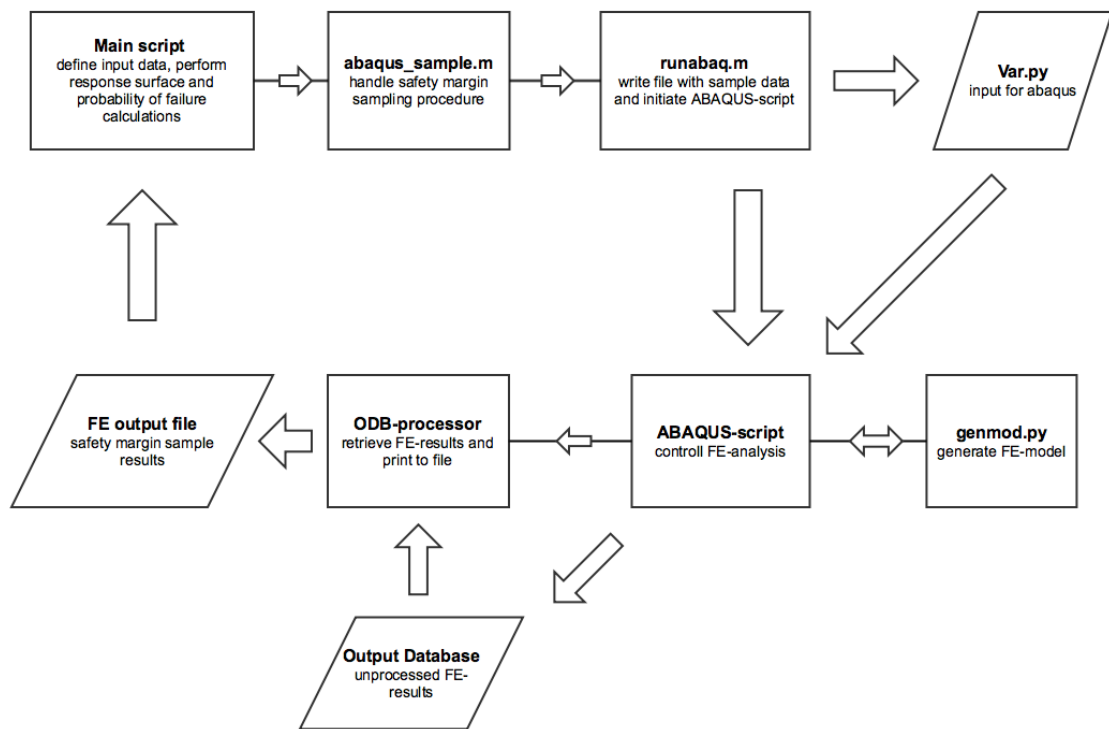 Main script
define input data, perform
response surface and
probability of failure
calculations
abaqus_sample.m
handle safety margin
sampling procedure
runabaq.m
write file with sample data
and initiate ABAQUS-script
Var.py
input for abaqus
FE output file
safety margin sample
results
ODB-processor
retrieve FE-results and
print to file
ABAQUS-script
controll FE-analysis
genmod.py
generate FE-model
Output Database
unprocessed FE-
results